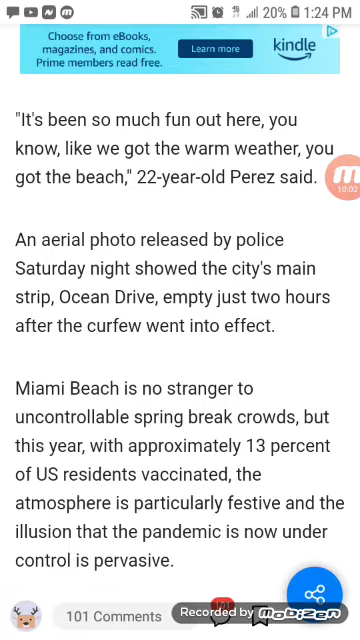 20% 1:24 PM
Choose from eBooks,
magazines, and comics.
Prime members read free.
Learn more
kindle
"It's been so much fun out here, you
know, like we got the warm weather, you
got the beach," 22-year-old Perez said.
10:02
An aerial photo released by police
Saturday night showed the city's main
strip, Ocean Drive, empty just two hours
after the curfew went into effect.
Miami Beach is no stranger to
uncontrollable spring break crowds, but
this year, with approximately 13 percent
of US residents vaccinated, the
atmosphere is particularly festive and the
illusion that the pandemic is now under
control is pervasive.
101 Comments
Recorded by mobizen